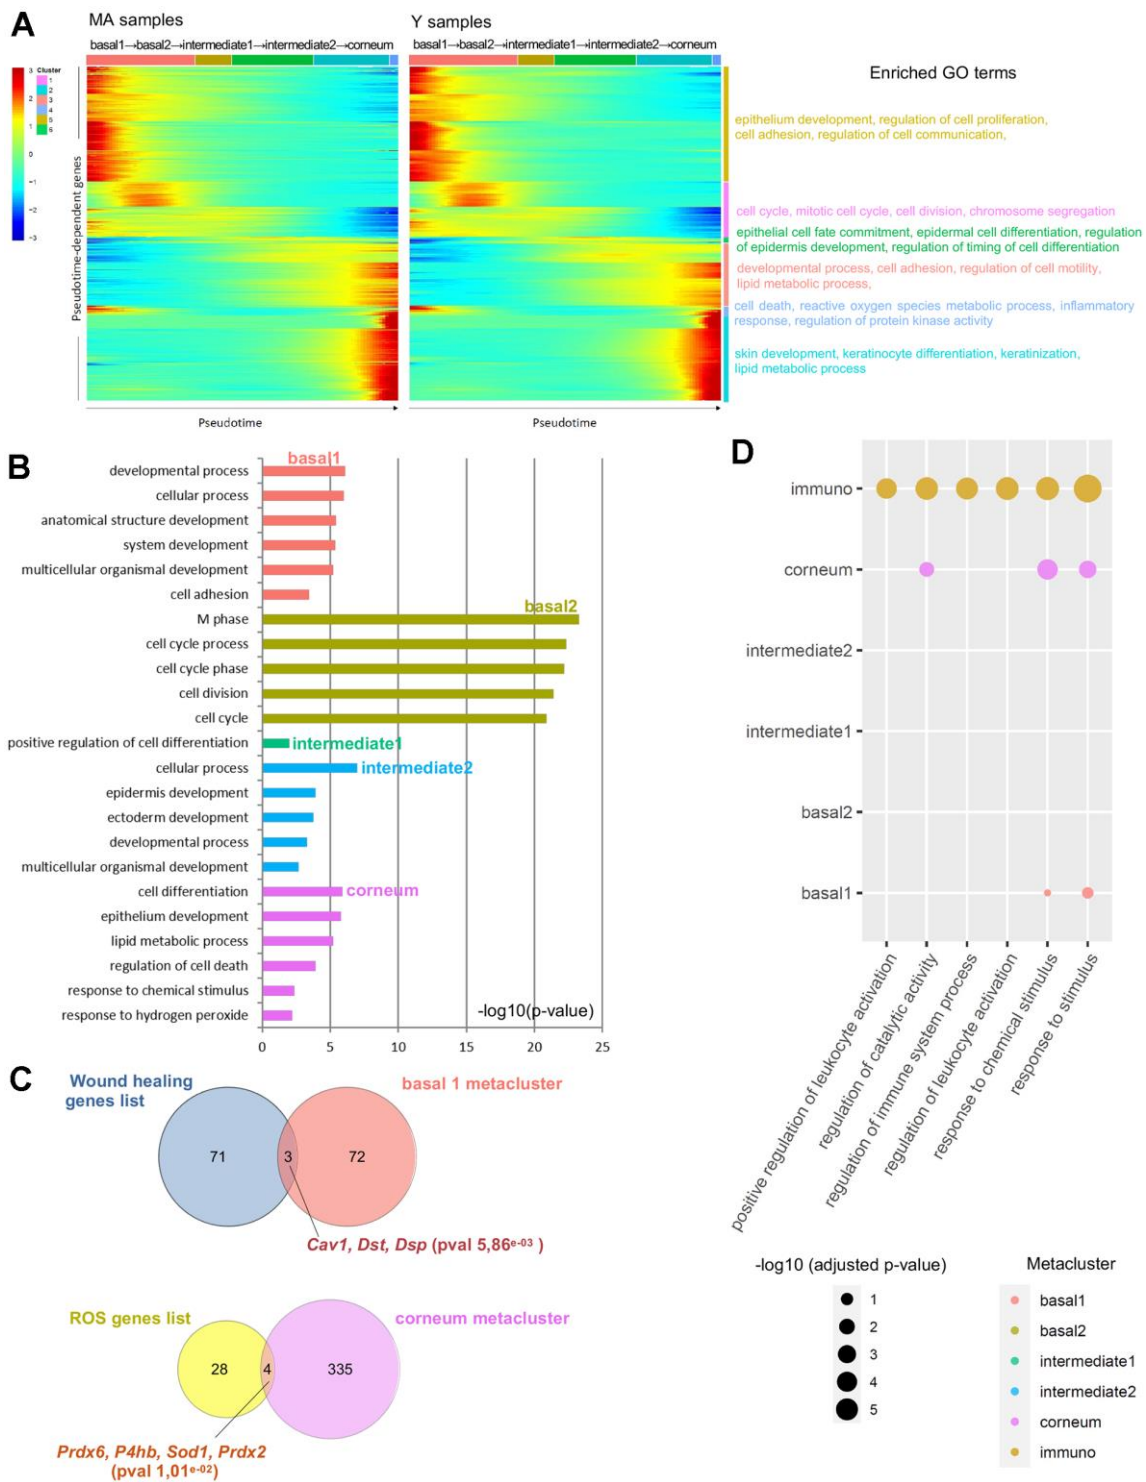 A
MA samples
Y samples
basal1→basal2→intermediate1→intermediate2→corneum
basal1→basal2→intermediate1→intermediate2→corneum
Enriched GO terms
3
2
1
0
−1
−2
−3
Cluster
1
2
3
4
5
6
Pseudotime-dependent genes
epithelium development, regulation of cell proliferation,
cell adhesion, regulation of cell communication,
cell cycle, mitotic cell cycle, cell division, chromosome segregation
epithelial cell fate commitment, epidermal cell differentiation, regulation
of epidermis development, regulation of timing of cell differentiation
developmental process, cell adhesion, regulation of cell motility,
lipid metabolic process,
cell death, reactive oxygen species metabolic process, inflammatory
response, regulation of protein kinase activity
skin development, keratinocyte differentiation, keratinization,
lipid metabolic process
Pseudotime
Pseudotime
B
basal1
developmental process
cellular process
anatomical structure development
system development
multicellular organismal development
cell adhesion
basal2
M phase
cell cycle process
cell cycle phase
cell division
cell cycle
positive regulation of cell differentiation
intermediate1
cellular process
intermediate2
epidermis development
ectoderm development
developmental process
multicellular organismal development
cell differentiation
corneum
epithelium development
lipid metabolic process
regulation of cell death
response to chemical stimulus
response to hydrogen peroxide
-log10(p-value)
0 5 10 15 20 25
C
Wound healing
genes list
basal 1 metacluster
71
3
72
Cav1, Dst, Dsp (pval 5,86e-03 )
ROS genes list
corneum metacluster
28
4
335
Prdx6, P4hb, Sod1, Prdx2
(pval 1,01e-02)
D
immuno
corneum
intermediate2
intermediate1
basal2
basal1
positive regulation of leukocyte activation
regulation of catalytic activity
regulation of immune system process
regulation of leukocyte activation
response to chemical stimulus
response to stimulus
-log10 (adjusted p-value)
1
2
3
4
5
Metacluster
basal1
basal2
intermediate1
intermediate2
corneum
immuno